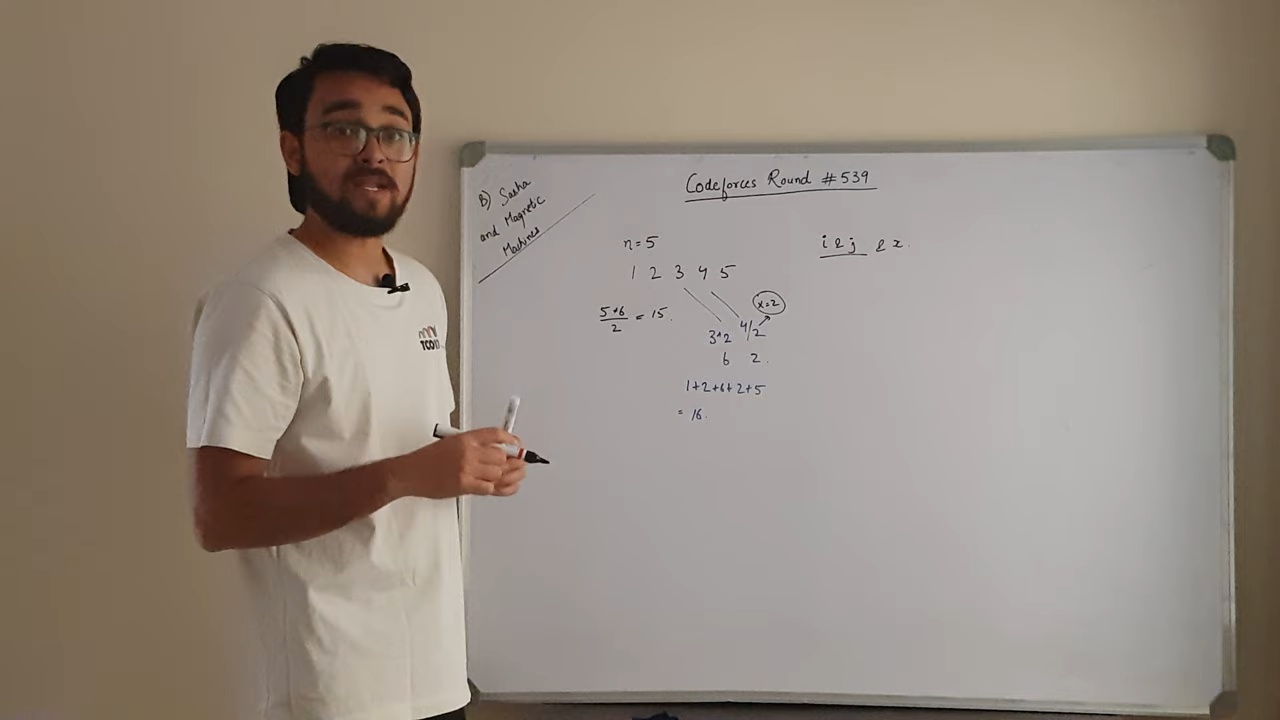 Codeforces Round #539
B) Sasha
and Magnetic
Machines
n=5
i & j & x.
1 2 3 4 5
x=2
5*6/2 = 15.
3*2 4/2
6 2.
1+2+6+2+5
= 16.